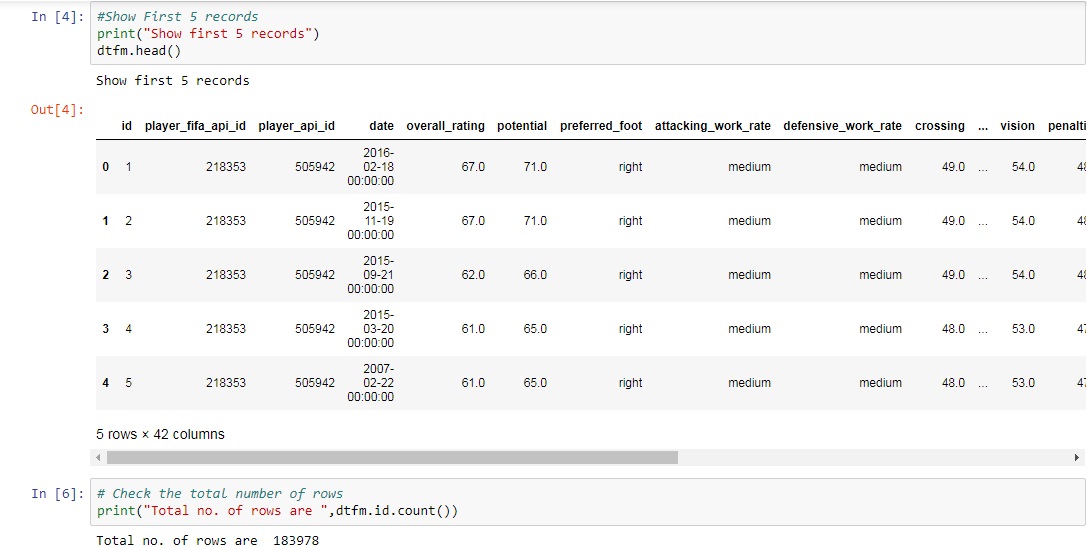 In [4]: #Show First 5 records
print("Show first 5 records")
dtfm.head()
Show first 5 records
Out[4]:
id player_fifa_api_id player_api_id date overall_rating potential preferred_foot attacking_work_rate defensive_work_rate crossing ... vision penalti
0 1 218353 505942 2016-02-18 00:00:00 67.0 71.0 right medium medium 49.0 ... 54.0 48
1 2 218353 505942 2015-11-19 00:00:00 67.0 71.0 right medium medium 49.0 ... 54.0 48
2 3 218353 505942 2015-09-21 00:00:00 62.0 66.0 right medium medium 49.0 ... 54.0 48
3 4 218353 505942 2015-03-20 00:00:00 61.0 65.0 right medium medium 48.0 ... 53.0 47
4 5 218353 505942 2007-02-22 00:00:00 61.0 65.0 right medium medium 48.0 ... 53.0 47
5 rows × 42 columns
In [6]: # Check the total number of rows
print("Total no. of rows are ",dtfm.id.count())
Total no. of rows are  183978